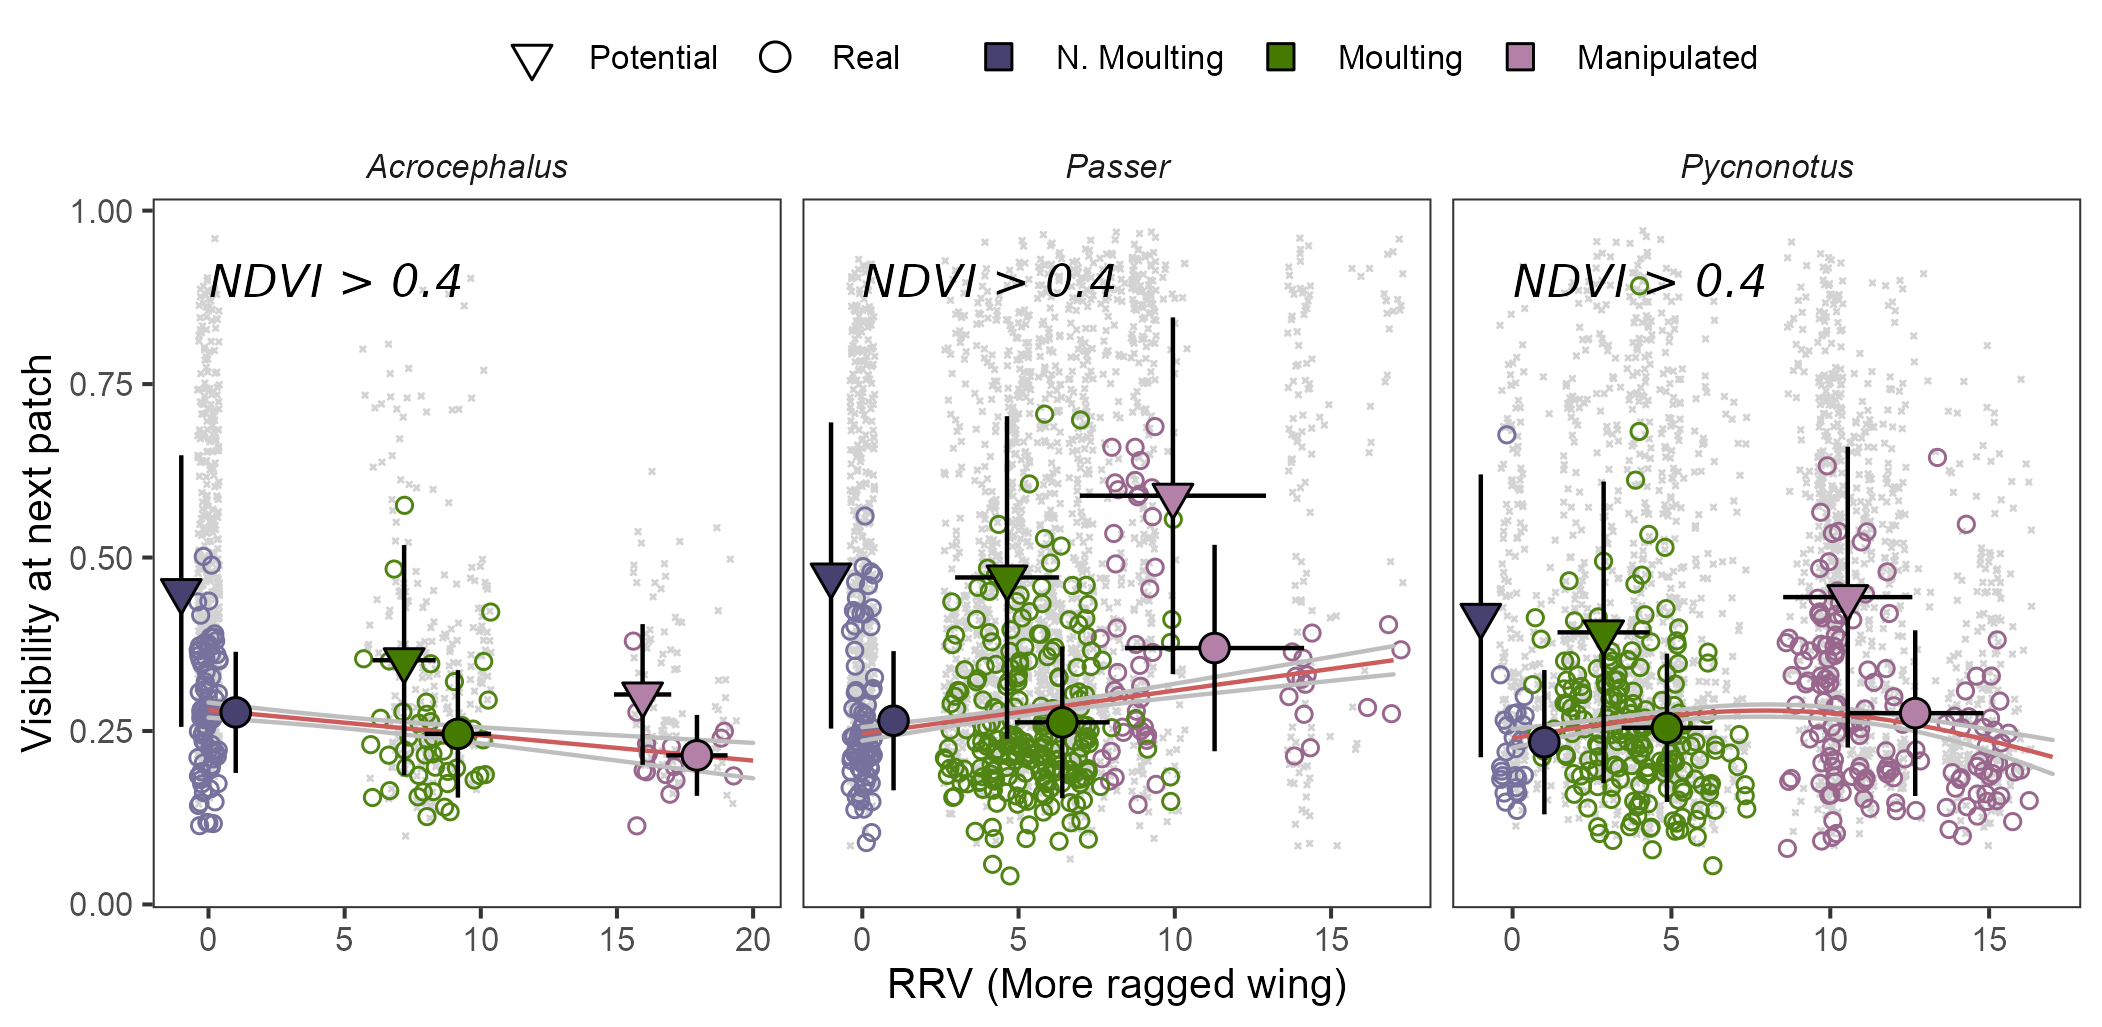 Potential Real N. Moulting Moulting Manipulated
Acrocephalus Passer Pycnonotus
1.00
NDVI > 0.4 NDVI > 0.4 NDVI > 0.4
0.75
0.50
0.25
0.00
Visibility at next patch
0 5 10 15 20 0 5 10 15 0 5 10 15
RRV (More ragged wing)